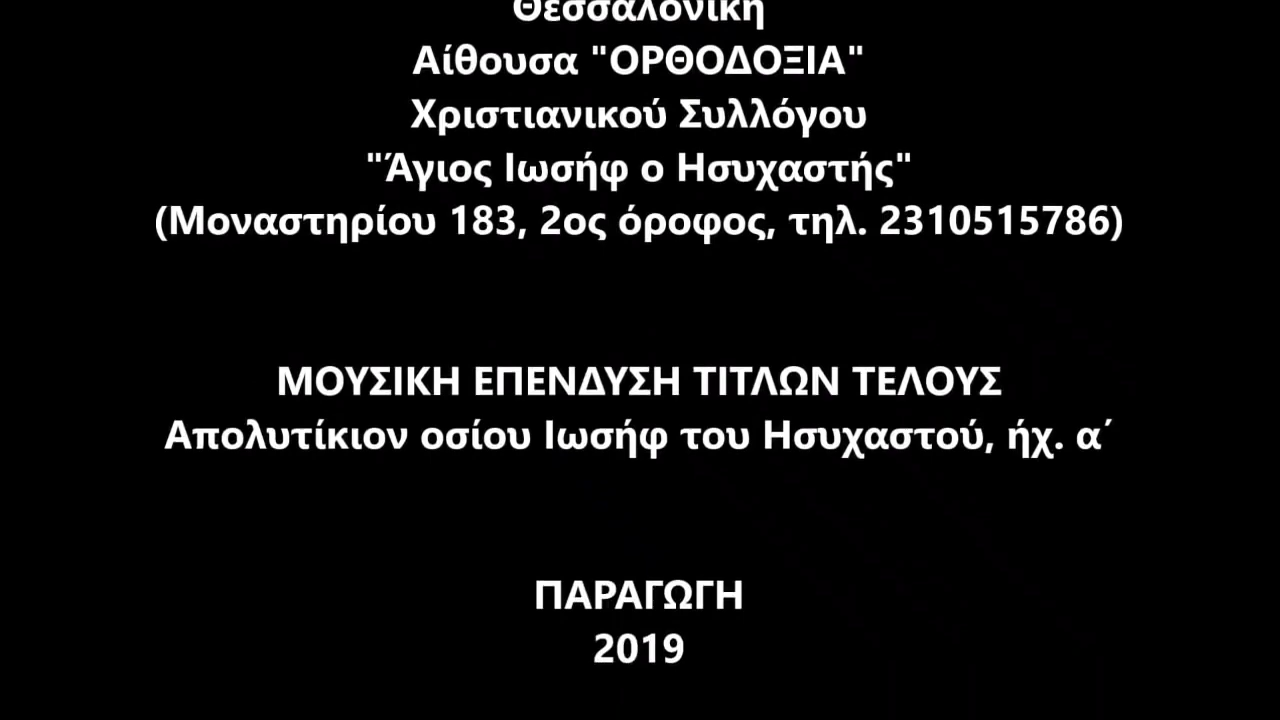 Θεσσαλονίκη
Αίθουσα "ΟΡΘΟΔΟΞΙΑ"
Χριστιανικού Συλλόγου
"Άγιος Ιωσήφ ο Ησυχαστής"
(Μοναστηρίου 183, 2ος όροφος, τηλ. 2310515786)
ΜΟΥΣΙΚΗ ΕΠΕΝΔΥΣΗ ΤΙΤΛΩΝ ΤΕΛΟΥΣ
Απολυτίκιον οσίου Ιωσήφ του Ησυχαστού, ήχ. α΄
ΠΑΡΑΓΩΓΗ
2019